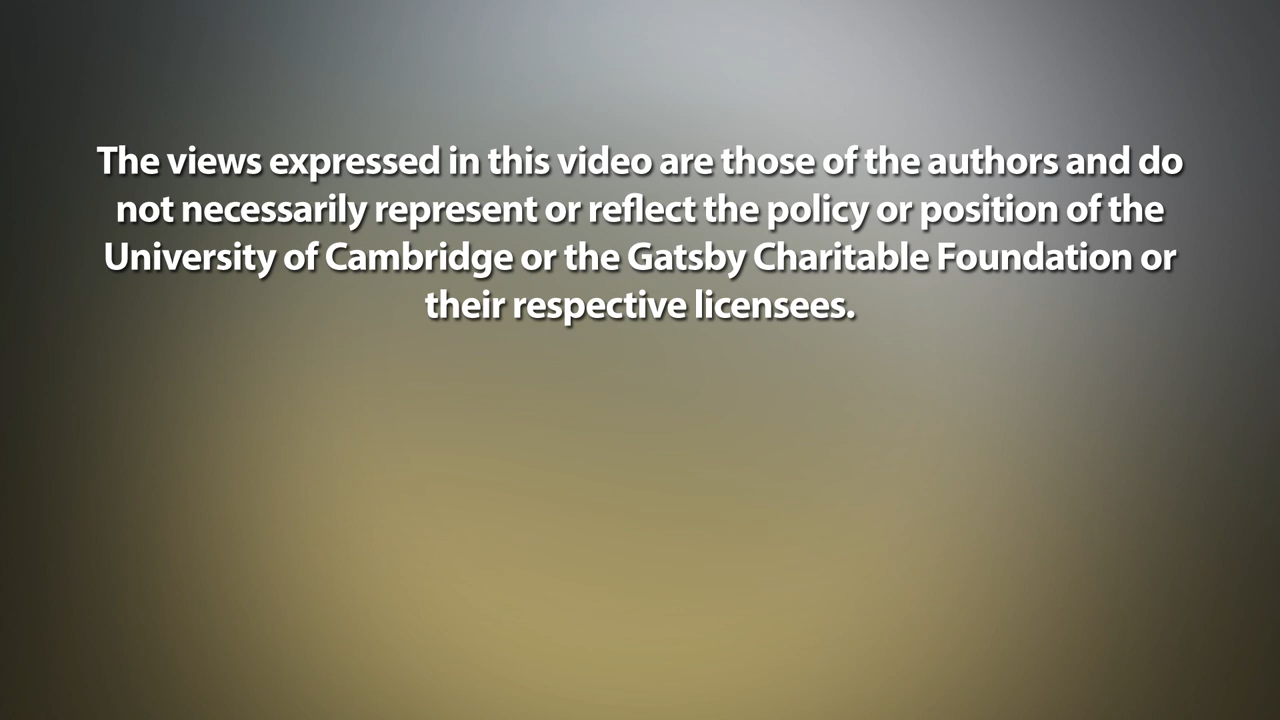 The views expressed in this video are those of the authors and do
not necessarily represent or reflect the policy or position of the
University of Cambridge or the Gatsby Charitable Foundation or
their respective licensees.